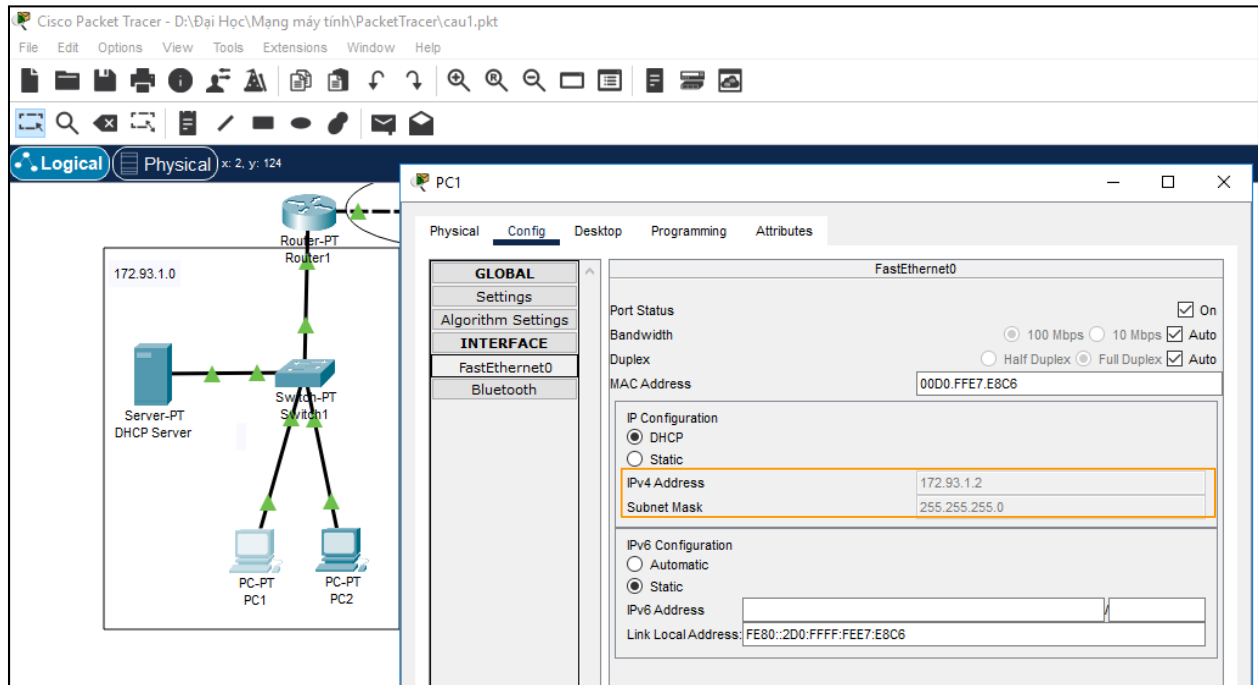 Cisco Packet Tracer - D:\Đại Học\Mạng máy tính\PacketTracer\cau1.pkt
File Edit Options View Tools Extensions Window Help
Logical Physical x: 2, y: 124
Router-PT
Router1
172.93.1.0
Server-PT
DHCP Server
Switch-PT
Switch1
PC-PT
PC1
PC-PT
PC2
PC1
Physical Config Desktop Programming Attributes
GLOBAL
Settings
Algorithm Settings
INTERFACE
FastEthernet0
Bluetooth
FastEthernet0
Port Status On
Bandwidth 100 Mbps 10 Mbps Auto
Duplex Half Duplex Full Duplex Auto
MAC Address 00D0.FFE7.E8C6
IP Configuration
DHCP
Static
IPv4 Address 172.93.1.2
Subnet Mask 255.255.255.0
IPv6 Configuration
Automatic
Static
IPv6 Address /
Link Local Address: FE80::2D0:FFFF:FEE7:E8C6